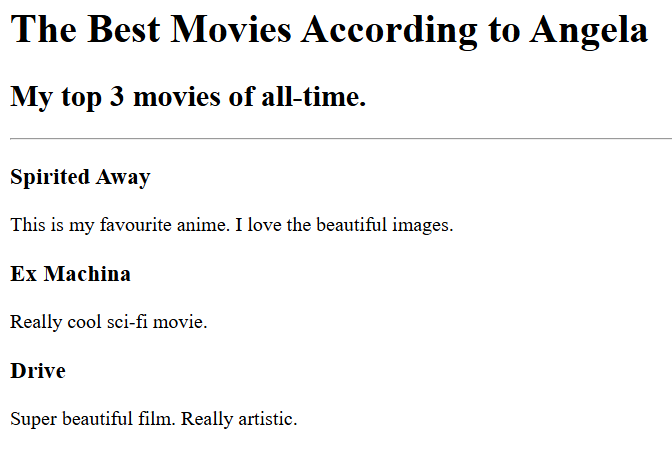 The Best Movies According to Angela
My top 3 movies of all-time.
Spirited Away
This is my favourite anime. I love the beautiful images.
Ex Machina
Really cool sci-fi movie.
Drive
Super beautiful film. Really artistic.